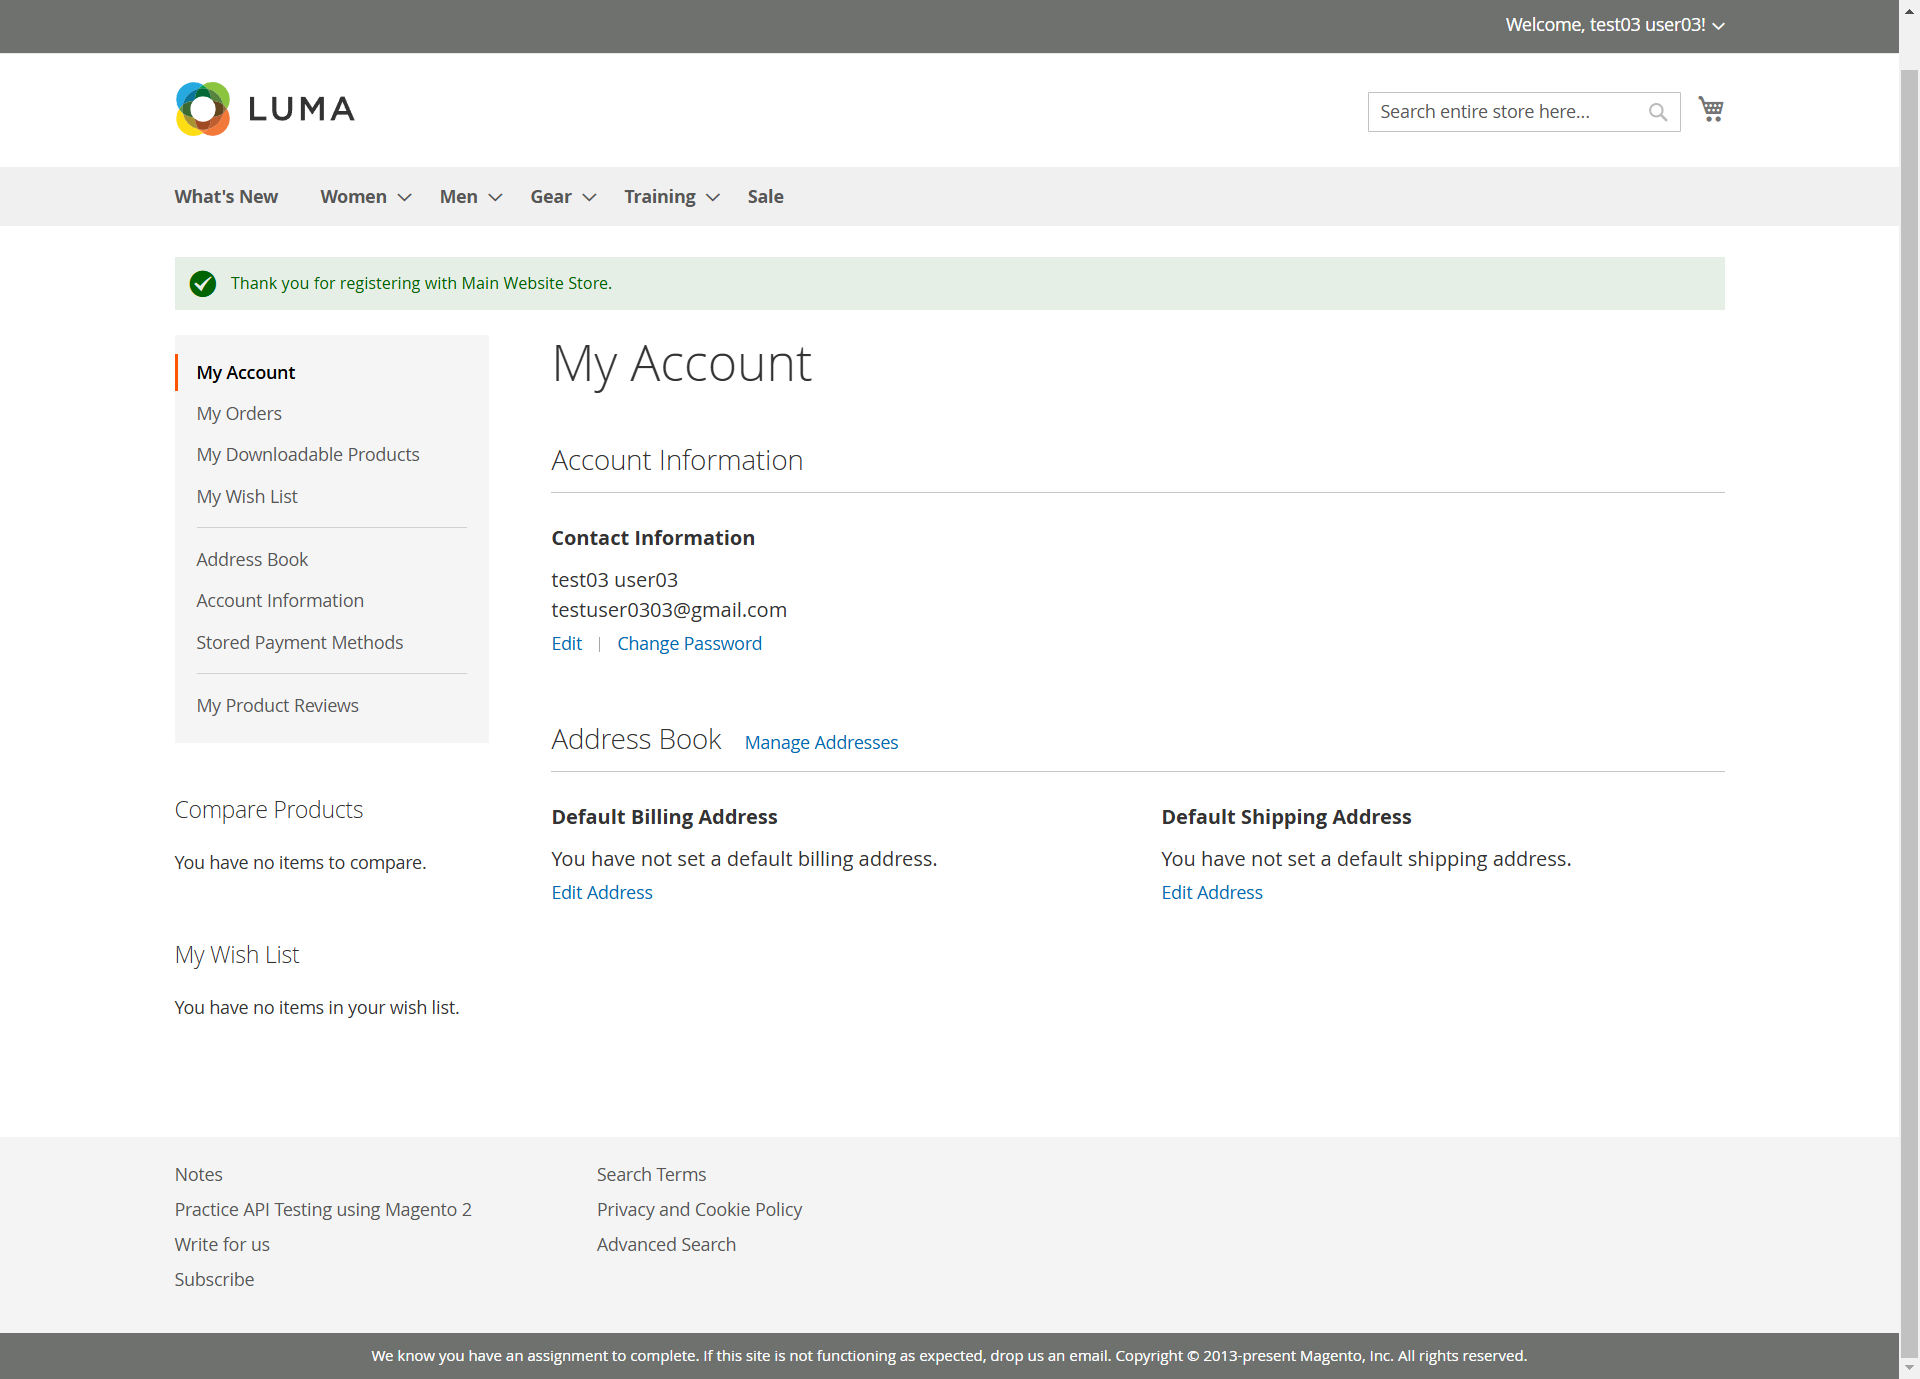 Welcome, test03 user03!
LUMA
Search entire store here...
What's New Women Men Gear Training Sale
Thank you for registering with Main Website Store.
My Account
My Orders
My Downloadable Products
My Wish List
Address Book
Account Information
Stored Payment Methods
My Product Reviews
Compare Products
You have no items to compare.
My Wish List
You have no items in your wish list.
My Account
Account Information
Contact Information
test03 user03
testuser0303@gmail.com
Edit | Change Password
Address Book Manage Addresses
Default Billing Address
You have not set a default billing address.
Edit Address
Default Shipping Address
You have not set a default shipping address.
Edit Address
Notes
Practice API Testing using Magento 2
Write for us
Subscribe
Search Terms
Privacy and Cookie Policy
Advanced Search
We know you have an assignment to complete. If this site is not functioning as expected, drop us an email. Copyright © 2013-present Magento, Inc. All rights reserved.